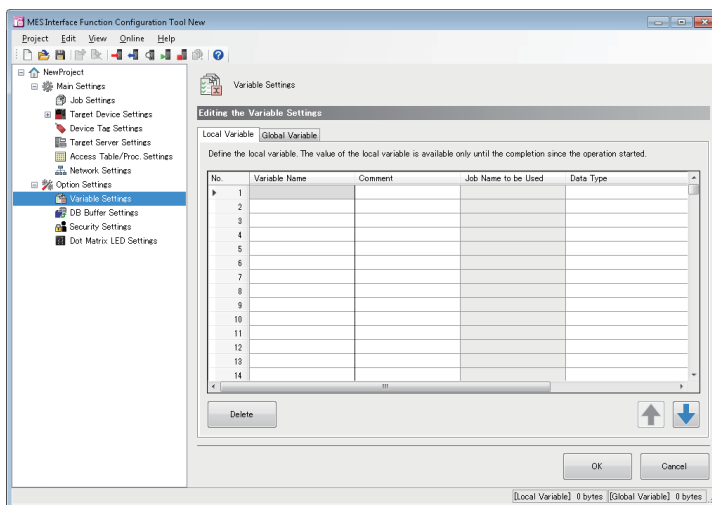 MES Interface Function Configuration Tool New
Project Edit View Online Help
NewProject
Main Settings
Job Settings
Target Device Settings
Device Tag Settings
Target Server Settings
Access Table/Proc. Settings
Network Settings
Option Settings
Variable Settings
DB Buffer Settings
Security Settings
Dot Matrix LED Settings
Variable Settings
Editing the Variable Settings
Local Variable Global Variable
Define the local variable. The value of the local variable is available only until the completion since the operation started.
No. Variable Name Comment Job Name to be Used Data Type
1
2
3
4
5
6
7
8
9
10
11
12
13
14
Delete
OK Cancel
[Local Variable] 0 bytes [Global Variable] 0 bytes